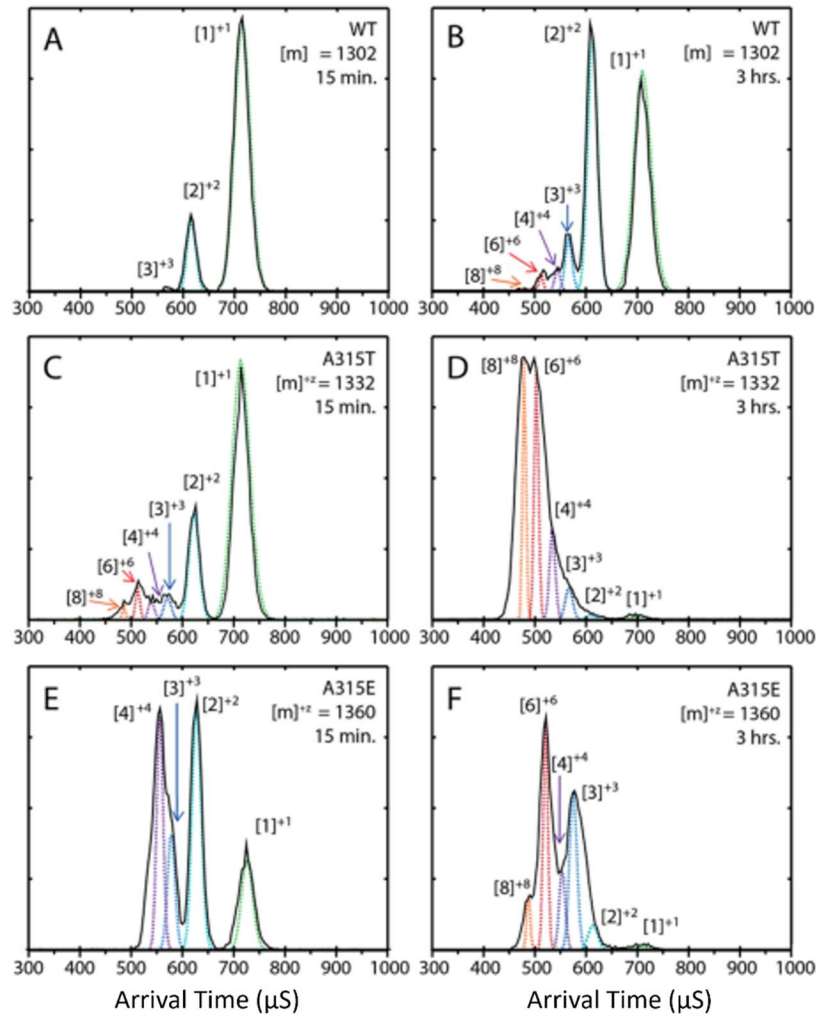 A
WT
[m] = 1302
15 min.
[1]⁺¹
[2]⁺²
[3]⁺³
300 400 500 600 700 800 900 1000
B
WT
[m] = 1302
3 hrs.
[2]⁺²
[1]⁺¹
[3]⁺³
[4]⁺⁴
[6]⁺⁶
[8]⁺⁸
300 400 500 600 700 800 900 1000
C
A315T
[m]⁺ᶻ = 1332
15 min.
[1]⁺¹
[2]⁺²
[3]⁺³
[4]⁺⁴
[6]⁺⁶
[8]⁺⁸
300 400 500 600 700 800 900 1000
D
A315T
[m]⁺ᶻ = 1332
3 hrs.
[8]⁺⁸
[6]⁺⁶
[4]⁺⁴
[3]⁺³
[2]⁺²
[1]⁺¹
300 400 500 600 700 800 900 1000
E
A315E
[m]⁺ᶻ = 1360
15 min.
[3]⁺³
[4]⁺⁴
[2]⁺²
[1]⁺¹
300 400 500 600 700 800 900 1000
Arrival Time (µS)
F
A315E
[m]⁺ᶻ = 1360
3 hrs.
[6]⁺⁶
[4]⁺⁴
[3]⁺³
[8]⁺⁸
[2]⁺²
[1]⁺¹
300 400 500 600 700 800 900 1000
Arrival Time (µS)